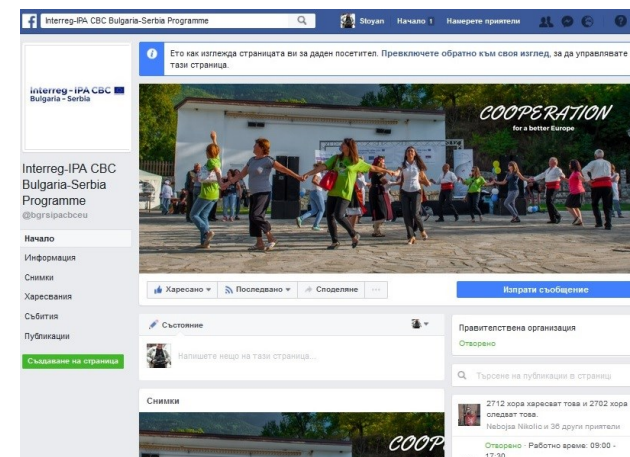 Interreg-IPA CBC Bulgaria-Serbia Programme
Stoyan
Начало 1
Намерете приятели
Ето как изглежда страницата ви за даден посетител. Превключете обратно към своя изглед, за да управлявате
тази страница.
Interreg - IPA CBC
Bulgaria - Serbia
COOPERATION
for a better Europe
Interreg-IPA CBC
Bulgaria-Serbia
Programme
@bgrsipacbceu
Начало
Информация
Снимки
Харесвания
Събития
Публикации
Създаване на страница
Харесано
Последвано
Споделяне
...
Изпрати съобщение
Състояние
Напишете нещо на тази страница...
Правителствена организация
Отворено
Търсене на публикации в страниц
Снимки
COOP
2712 хора харесват това и 2702 хора
следват това.
Nebojsa Nikolic и 36 други приятели
Отворено · Работно време: 09:00 -
17:30